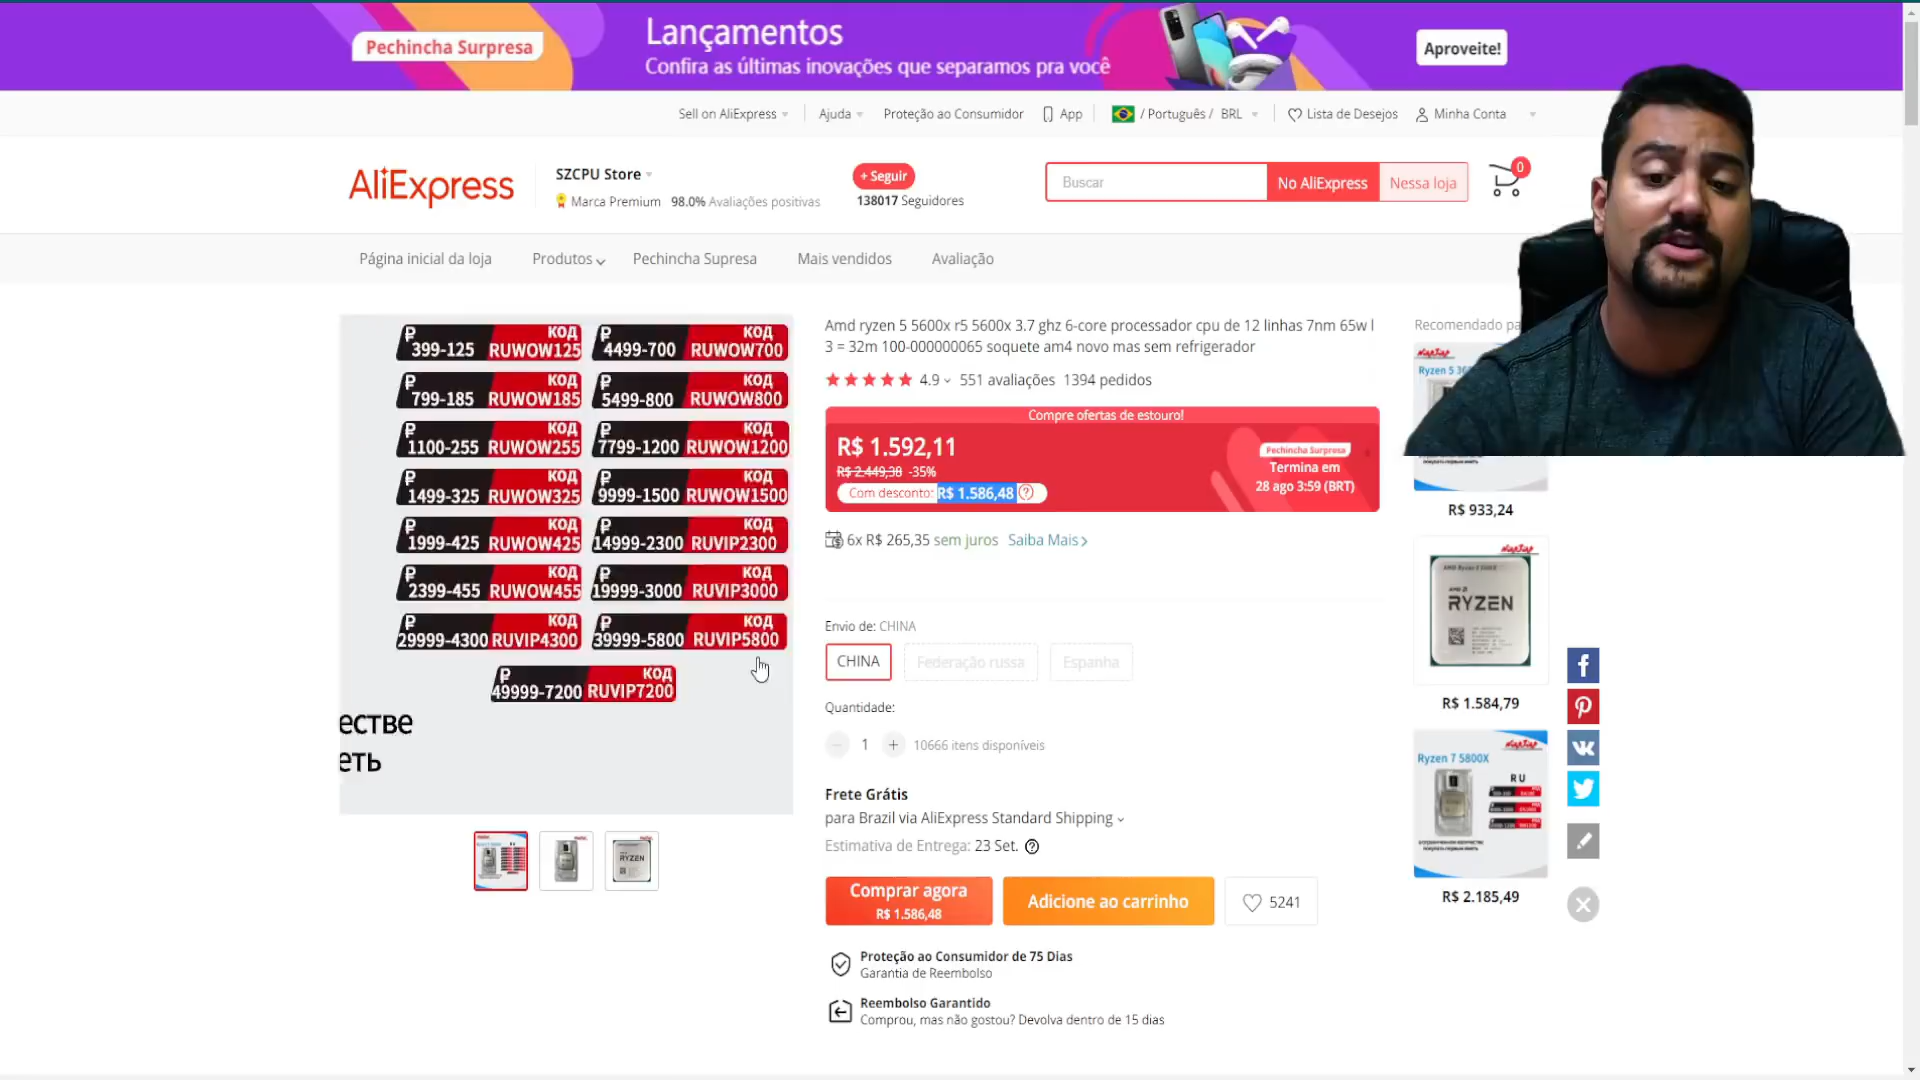 Pechincha Surpresa
Lançamentos
Confira as últimas inovações que separamos pra você
Aproveite!
Sell on AliExpress
Ajuda
Proteção ao Consumidor
App
/ Português / BRL
Lista de Desejos
Minha Conta
AliExpress
SZCPU Store
Marca Premium 98.0% Avaliações positivas
+ Seguir
138017 Seguidores
Buscar
No AliExpress
Nessa loja
0
Página inicial da loja
Produtos
Pechincha Supresa
Mais vendidos
Avaliação
₽ КОД
399-125 RUWOW125
₽ КОД
4499-700 RUWOW700
₽ КОД
799-185 RUWOW185
₽ КОД
5499-800 RUWOW800
₽ КОД
1100-255 RUWOW255
₽ КОД
7799-1200 RUWOW1200
₽ КОД
1499-325 RUWOW325
₽ КОД
9999-1500 RUWOW1500
₽ КОД
1999-425 RUWOW425
₽ КОД
14999-2300 RUVIP2300
₽ КОД
2399-455 RUWOW455
₽ КОД
19999-3000 RUVIP3000
₽ КОД
29999-4300 RUVIP4300
₽ КОД
39999-5800 RUVIP5800
₽ КОД
49999-7200 RUVIP7200
естве
еть
Amd ryzen 5 5600x r5 5600x 3.7 ghz 6-core processador cpu de 12 linhas 7nm 65w l
3 = 32m 100-000000065 soquete am4 novo mas sem refrigerador
4.9 551 avaliações 1394 pedidos
Compre ofertas de estouro!
R$ 1.592,11
R$ 2.449,38 -35%
Com desconto: R$ 1.586,48
Pechincha Surpresa
Termina em
28 ago 3:59 (BRT)
6x R$ 265,35 sem juros Saiba Mais
Envio de: CHINA
CHINA
Federação russa
Espanha
Quantidade:
1
10666 itens disponíveis
Frete Grátis
para Brazil via AliExpress Standard Shipping
Estimativa de Entrega: 23 Set.
Comprar agora
R$ 1.586,48
Adicione ao carrinho
5241
Proteção ao Consumidor de 75 Dias
Garantia de Reembolso
Reembolso Garantido
Comprou, mas não gostou? Devolva dentro de 15 dias
Recomendado pa
Ryzen 5 36
R$ 933,24
RYZEN
R$ 1.584,79
Ryzen 7 5800X
RU
R$ 2.185,49
RYZEN